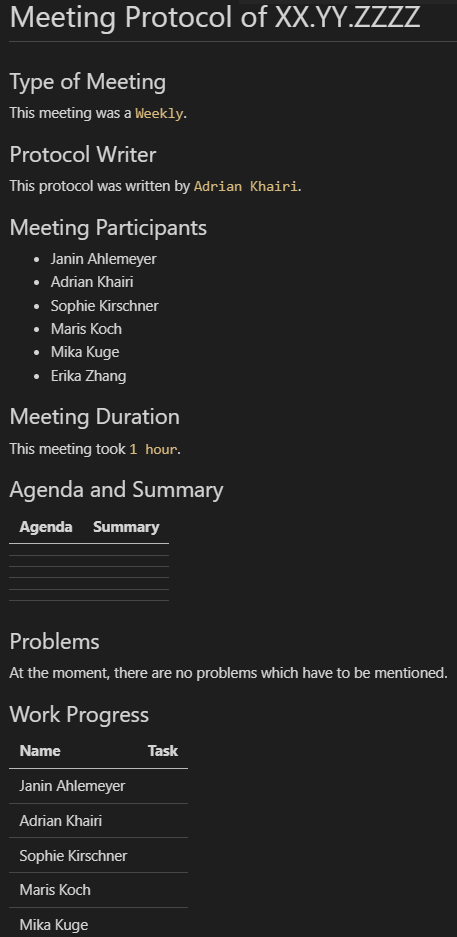 Meeting Protocol of XX.YY.ZZZZ
Type of Meeting
This meeting was a Weekly.
Protocol Writer
This protocol was written by Adrian Khairi.
Meeting Participants
Janin Ahlemeyer
Adrian Khairi
Sophie Kirschner
Maris Koch
Mika Kuge
Erika Zhang
Meeting Duration
This meeting took 1 hour.
Agenda and Summary
Agenda Summary
Problems
At the moment, there are no problems which have to be mentioned.
Work Progress
Name Task
Janin Ahlemeyer
Adrian Khairi
Sophie Kirschner
Maris Koch
Mika Kuge